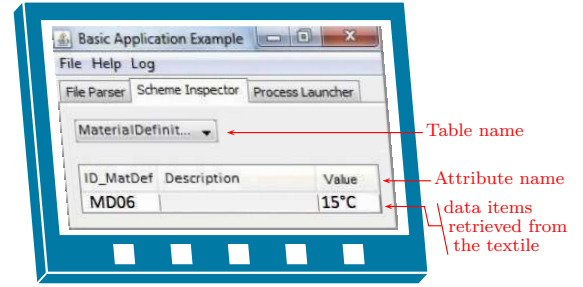 Basic Application Example
File Help Log
File Parser Scheme Inspector Process Launcher
MaterialDefinit...
Table name
ID_MatDef Description Value
Attribute name
MD06 15°C
data items
retrieved from
the textile